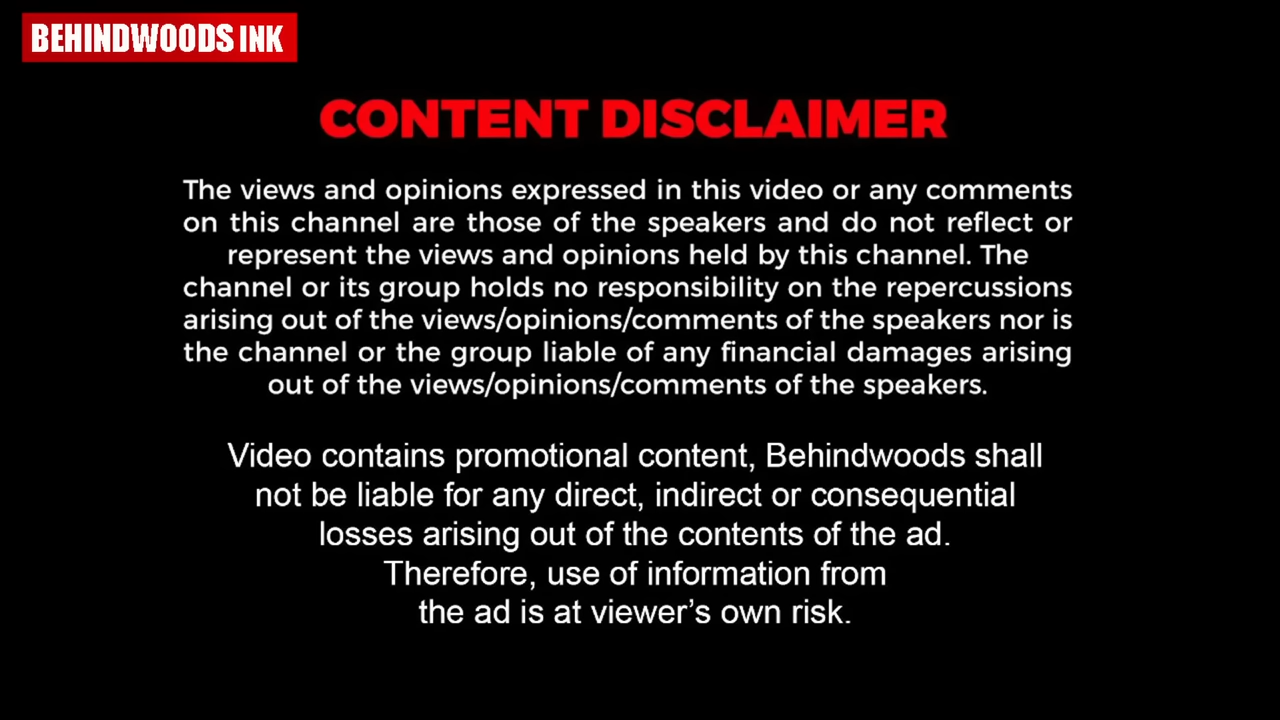 BEHINDWOODS INK
CONTENT DISCLAIMER
The views and opinions expressed in this video or any comments
on this channel are those of the speakers and do not reflect or
represent the views and opinions held by this channel. The
channel or its group holds no responsibility on the repercussions
arising out of the views/opinions/comments of the speakers nor is
the channel or the group liable of any financial damages arising
out of the views/opinions/comments of the speakers.
Video contains promotional content, Behindwoods shall
not be liable for any direct, indirect or consequential
losses arising out of the contents of the ad.
Therefore, use of information from
the ad is at viewer’s own risk.